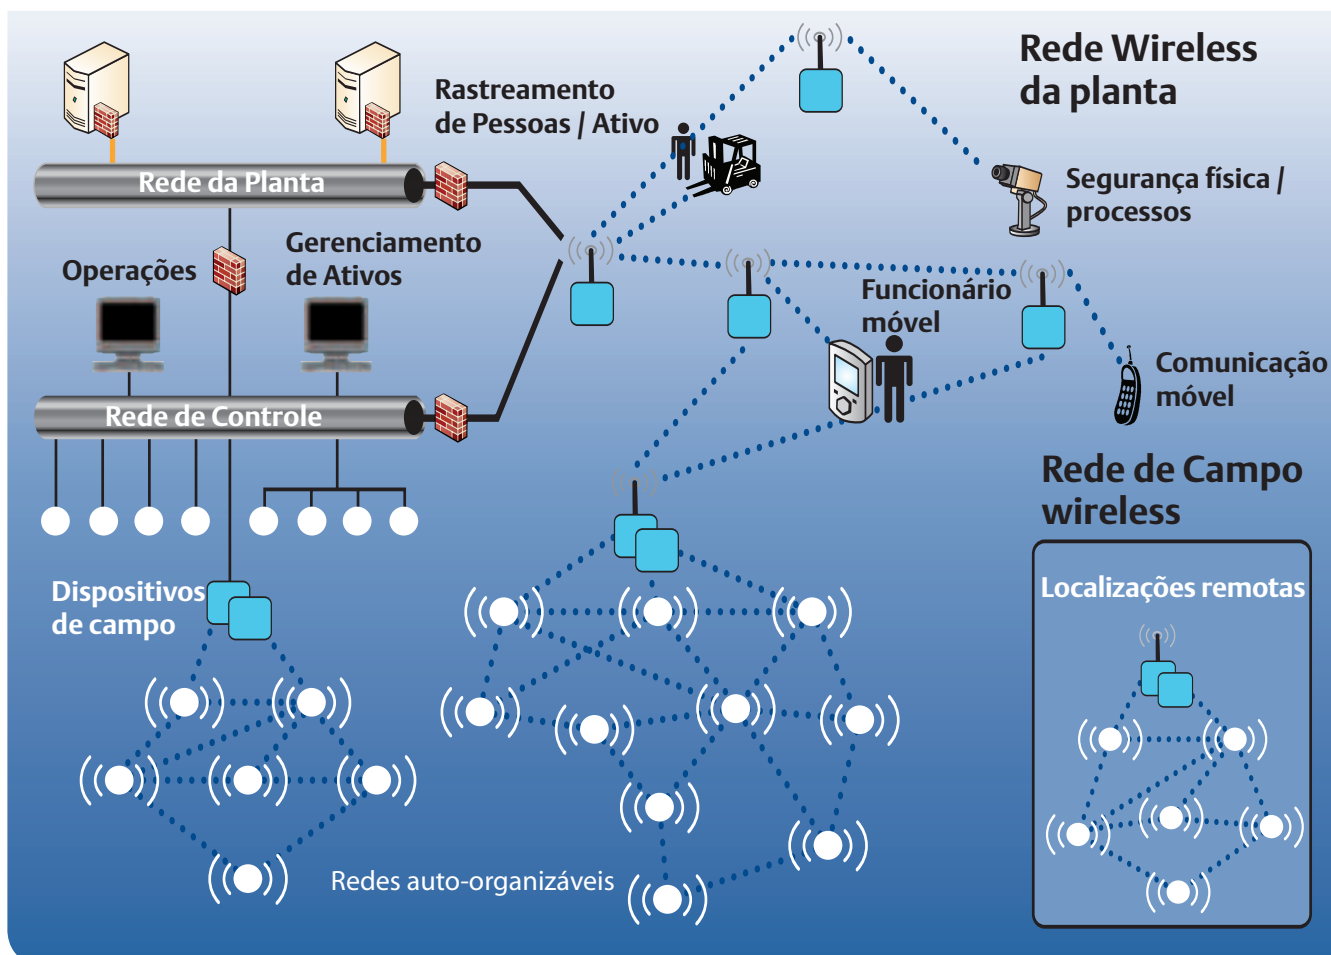 Rede Wireless
da planta
Rastreamento
de Pessoas / Ativo
Rede da Planta
Segurança física /
processos
Operações
Gerenciamento
de Ativos
Funcionário
móvel
Comunicação
móvel
Rede de Controle
Rede de Campo
wireless
Localizações remotas
Dispositivos
de campo
Redes auto-organizáveis